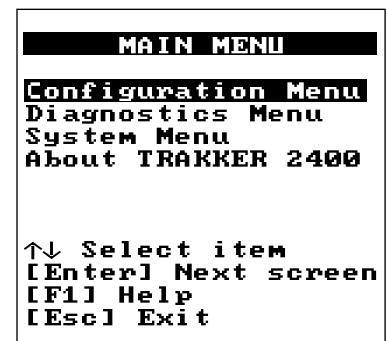 MAIN MENU
Configuration Menu
Diagnostics Menu
System Menu
About TRAKKER 2400
↑↓ Select item
[Enter] Next screen
[F1] Help
[Esc] Exit